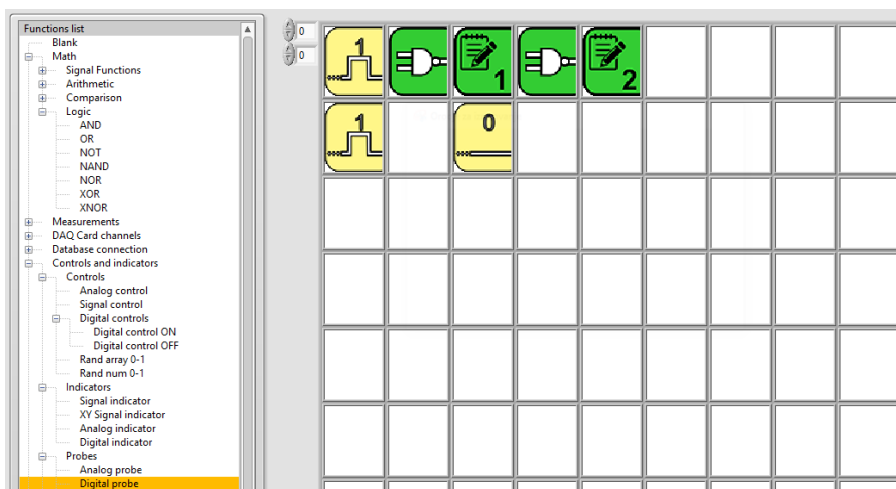 Functions list
Blank
Math
Signal Functions
Arithmetic
Comparison
Logic
AND
OR
NOT
NAND
NOR
XOR
XNOR
Measurements
DAQ Card channels
Database connection
Controls and indicators
Controls
Analog control
Signal control
Digital controls
Digital control ON
Digital control OFF
Rand array 0-1
Rand num 0-1
Indicators
Signal indicator
XY Signal indicator
Analog indicator
Digital indicator
Probes
Analog probe
Digital probe
0
0
1
1
2
1
0